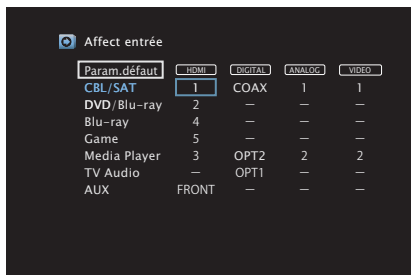 Affect entrée
Param.défaut HDMI DIGITAL ANALOG VIDEO
CBL/SAT 1 COAX 1 1
DVD/Blu-ray 2 – – –
Blu-ray 4 – – –
Game 5 – – –
Media Player 3 OPT2 2 2
TV Audio – OPT1 – –
AUX FRONT – – –